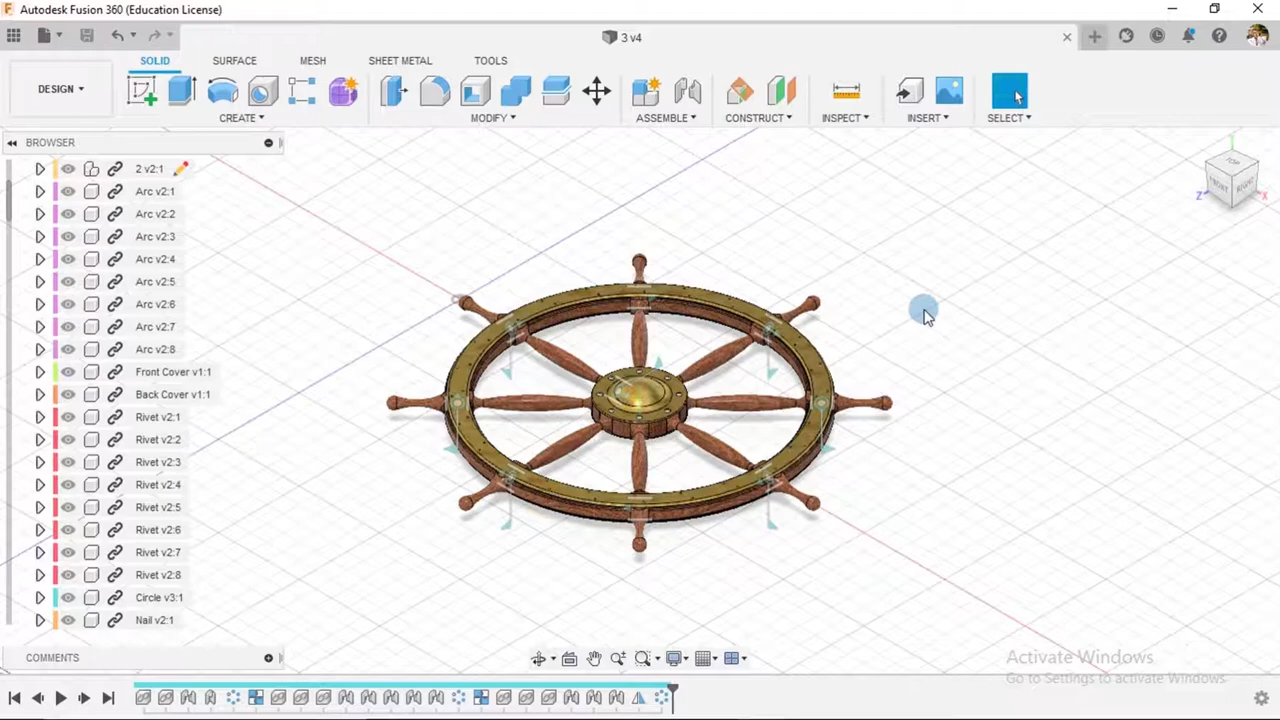 Autodesk Fusion 360 (Education License)
3 v4
SOLID SURFACE MESH SHEET METAL TOOLS
DESIGN
CREATE MODIFY ASSEMBLE CONSTRUCT INSPECT INSERT SELECT
BROWSER
2 v2:1
Arc v2:1
Arc v2:2
Arc v2:3
Arc v2:4
Arc v2:5
Arc v2:6
Arc v2:7
Arc v2:8
Front Cover v1:1
Back Cover v1:1
Rivet v2:1
Rivet v2:2
Rivet v2:3
Rivet v2:4
Rivet v2:5
Rivet v2:6
Rivet v2:7
Rivet v2:8
Circle v3:1
Nail v2:1
TOP
FRONT
RIGHT
Z
X
COMMENTS
Activate Windows
Go to Settings to activate Windows.